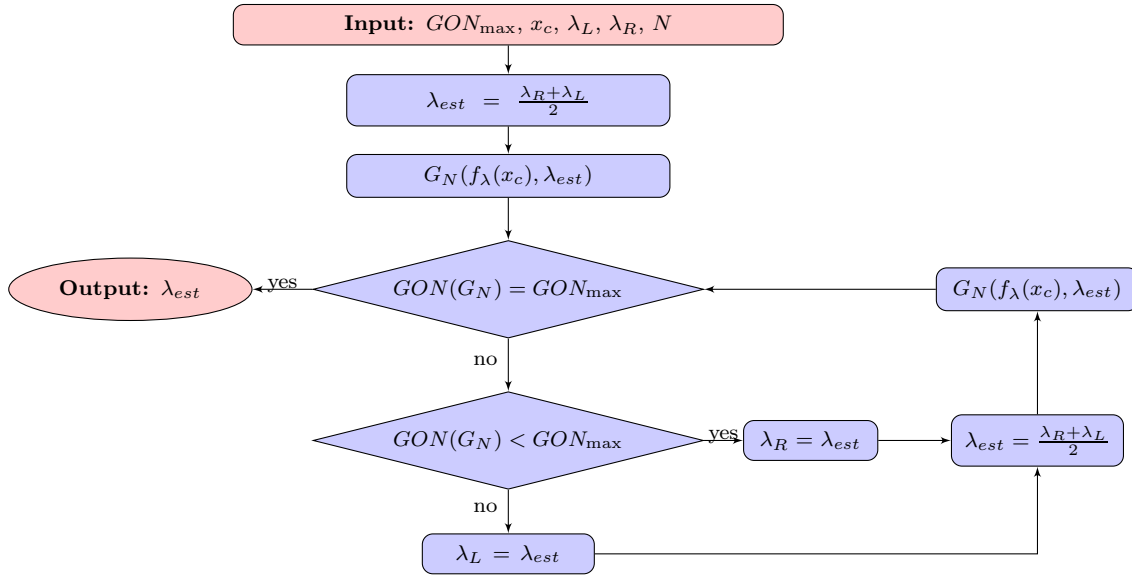 Input: GON_max, x_c, λ_L, λ_R, N
λ_est = (λ_R+λ_L)/2
G_N(f_λ(x_c), λ_est)
Output: λ_est
yes
GON(G_N) = GON_max
G_N(f_λ(x_c), λ_est)
no
GON(G_N) < GON_max
yes
λ_R = λ_est
λ_est = (λ_R+λ_L)/2
no
λ_L = λ_est